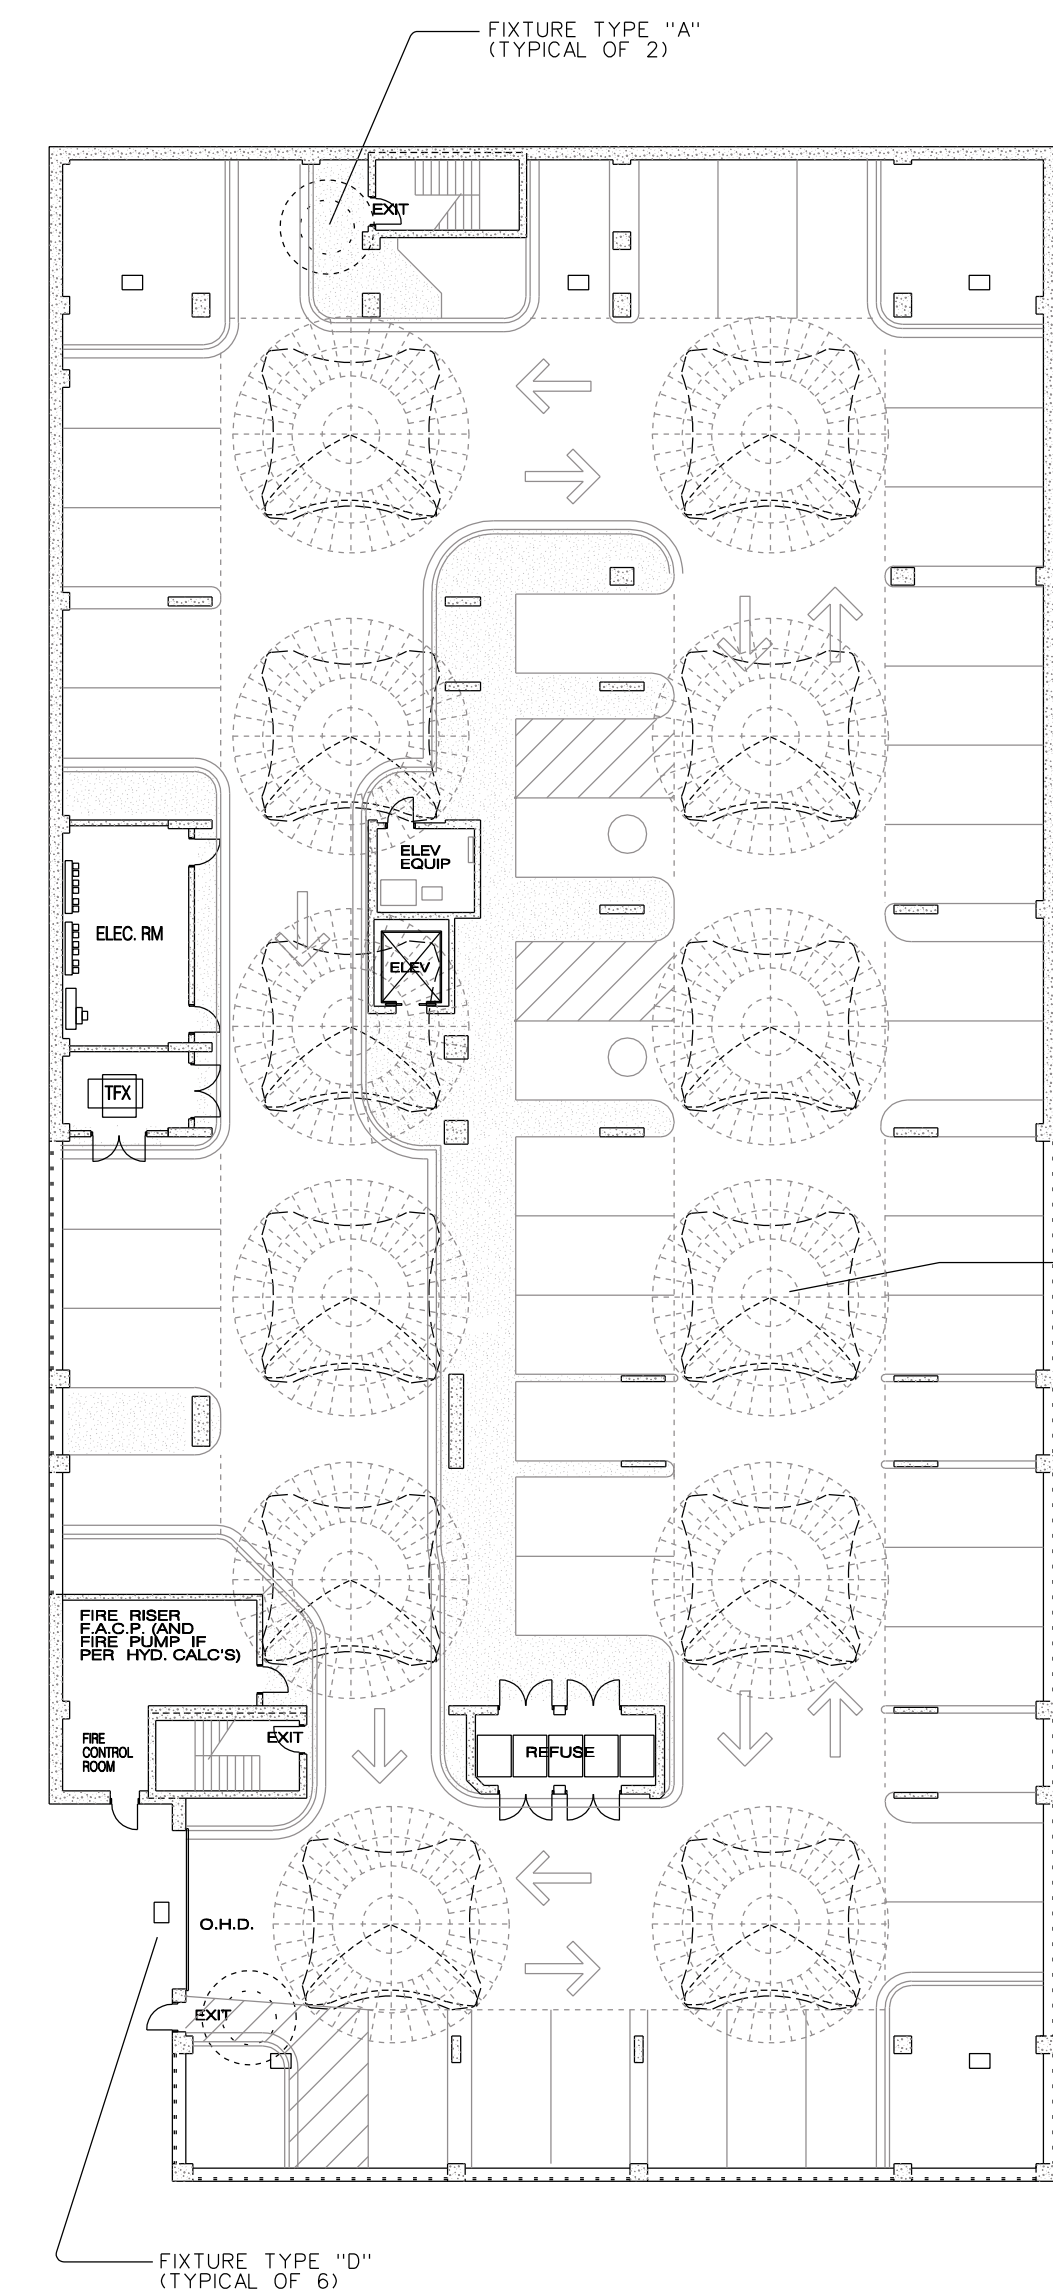 FIXTURE TYPE "A"
(TYPICAL OF 2)
EXIT
ELEV
EQUIP
ELEC. RM
ELEV
TFX
FIRE RISER
F.A.C.P. (AND
FIRE PUMP IF
PER HYD. CALC'S)
EXIT
FIRE
CONTROL
ROOM
REFUSE
O.H.D.
EXIT
FIXTURE TYPE "D"
(TYPICAL OF 6)